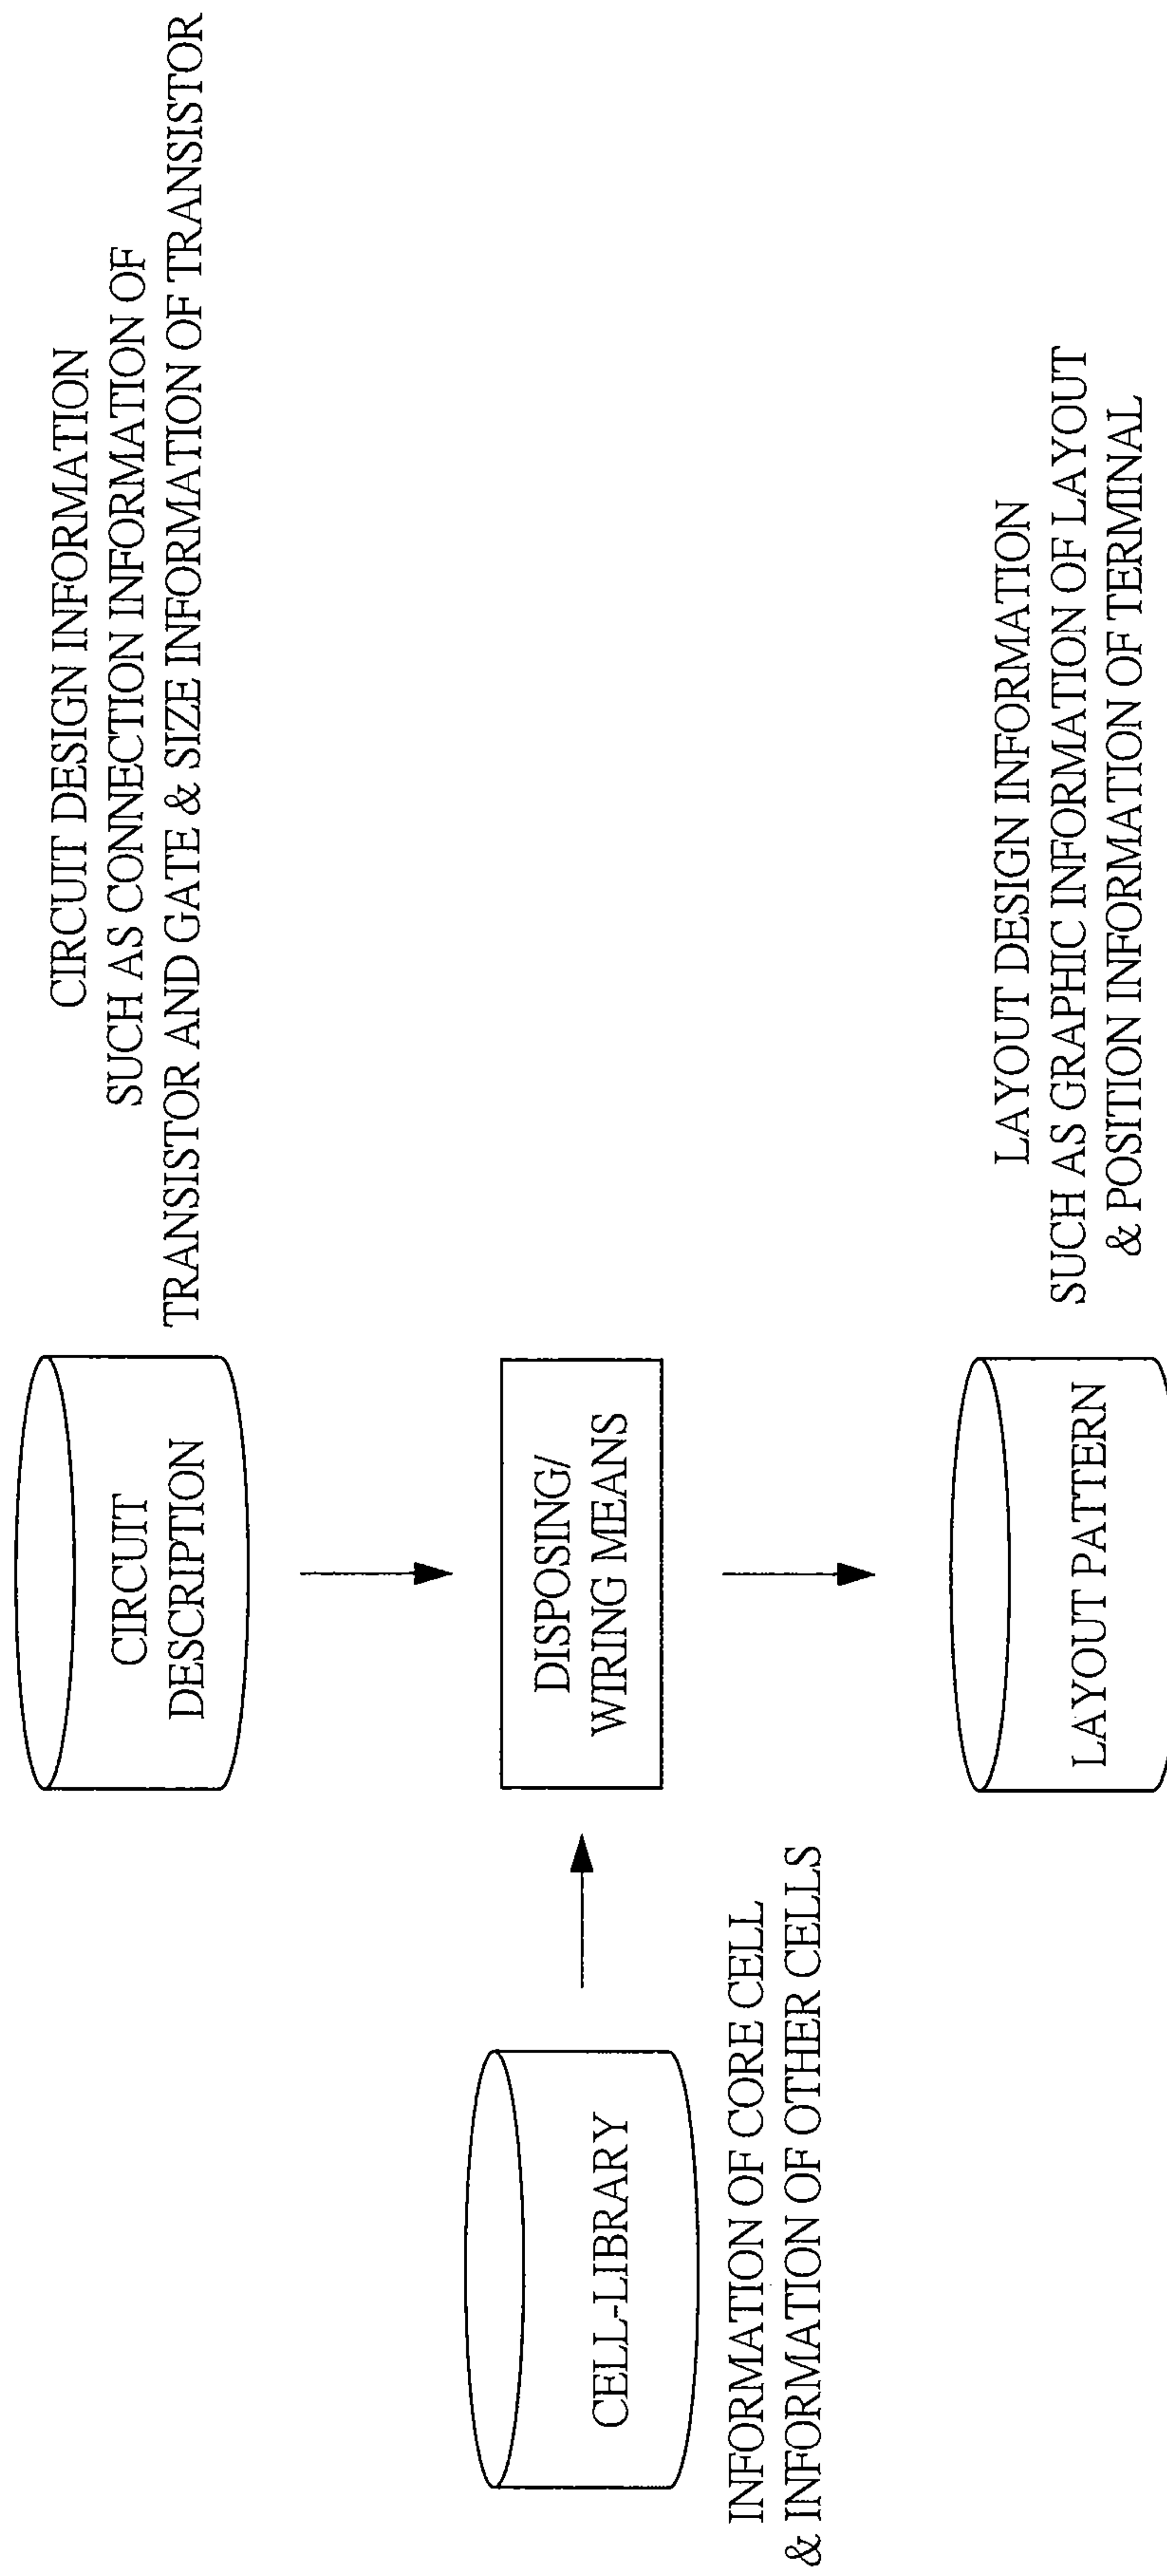 CIRCUIT
DESCRIPTION
CIRCUIT DESIGN INFORMATION
SUCH AS CONNECTION INFORMATION OF
TRANSISTOR AND GATE & SIZE INFORMATION OF TRANSISTOR
CELL-LIBRARY
INFORMATION OF CORE CELL
& INFORMATION OF OTHER CELLS
DISPOSING/
WIRING MEANS
LAYOUT PATTERN
LAYOUT DESIGN INFORMATION
SUCH AS GRAPHIC INFORMATION OF LAYOUT
& POSITION INFORMATION OF TERMINAL